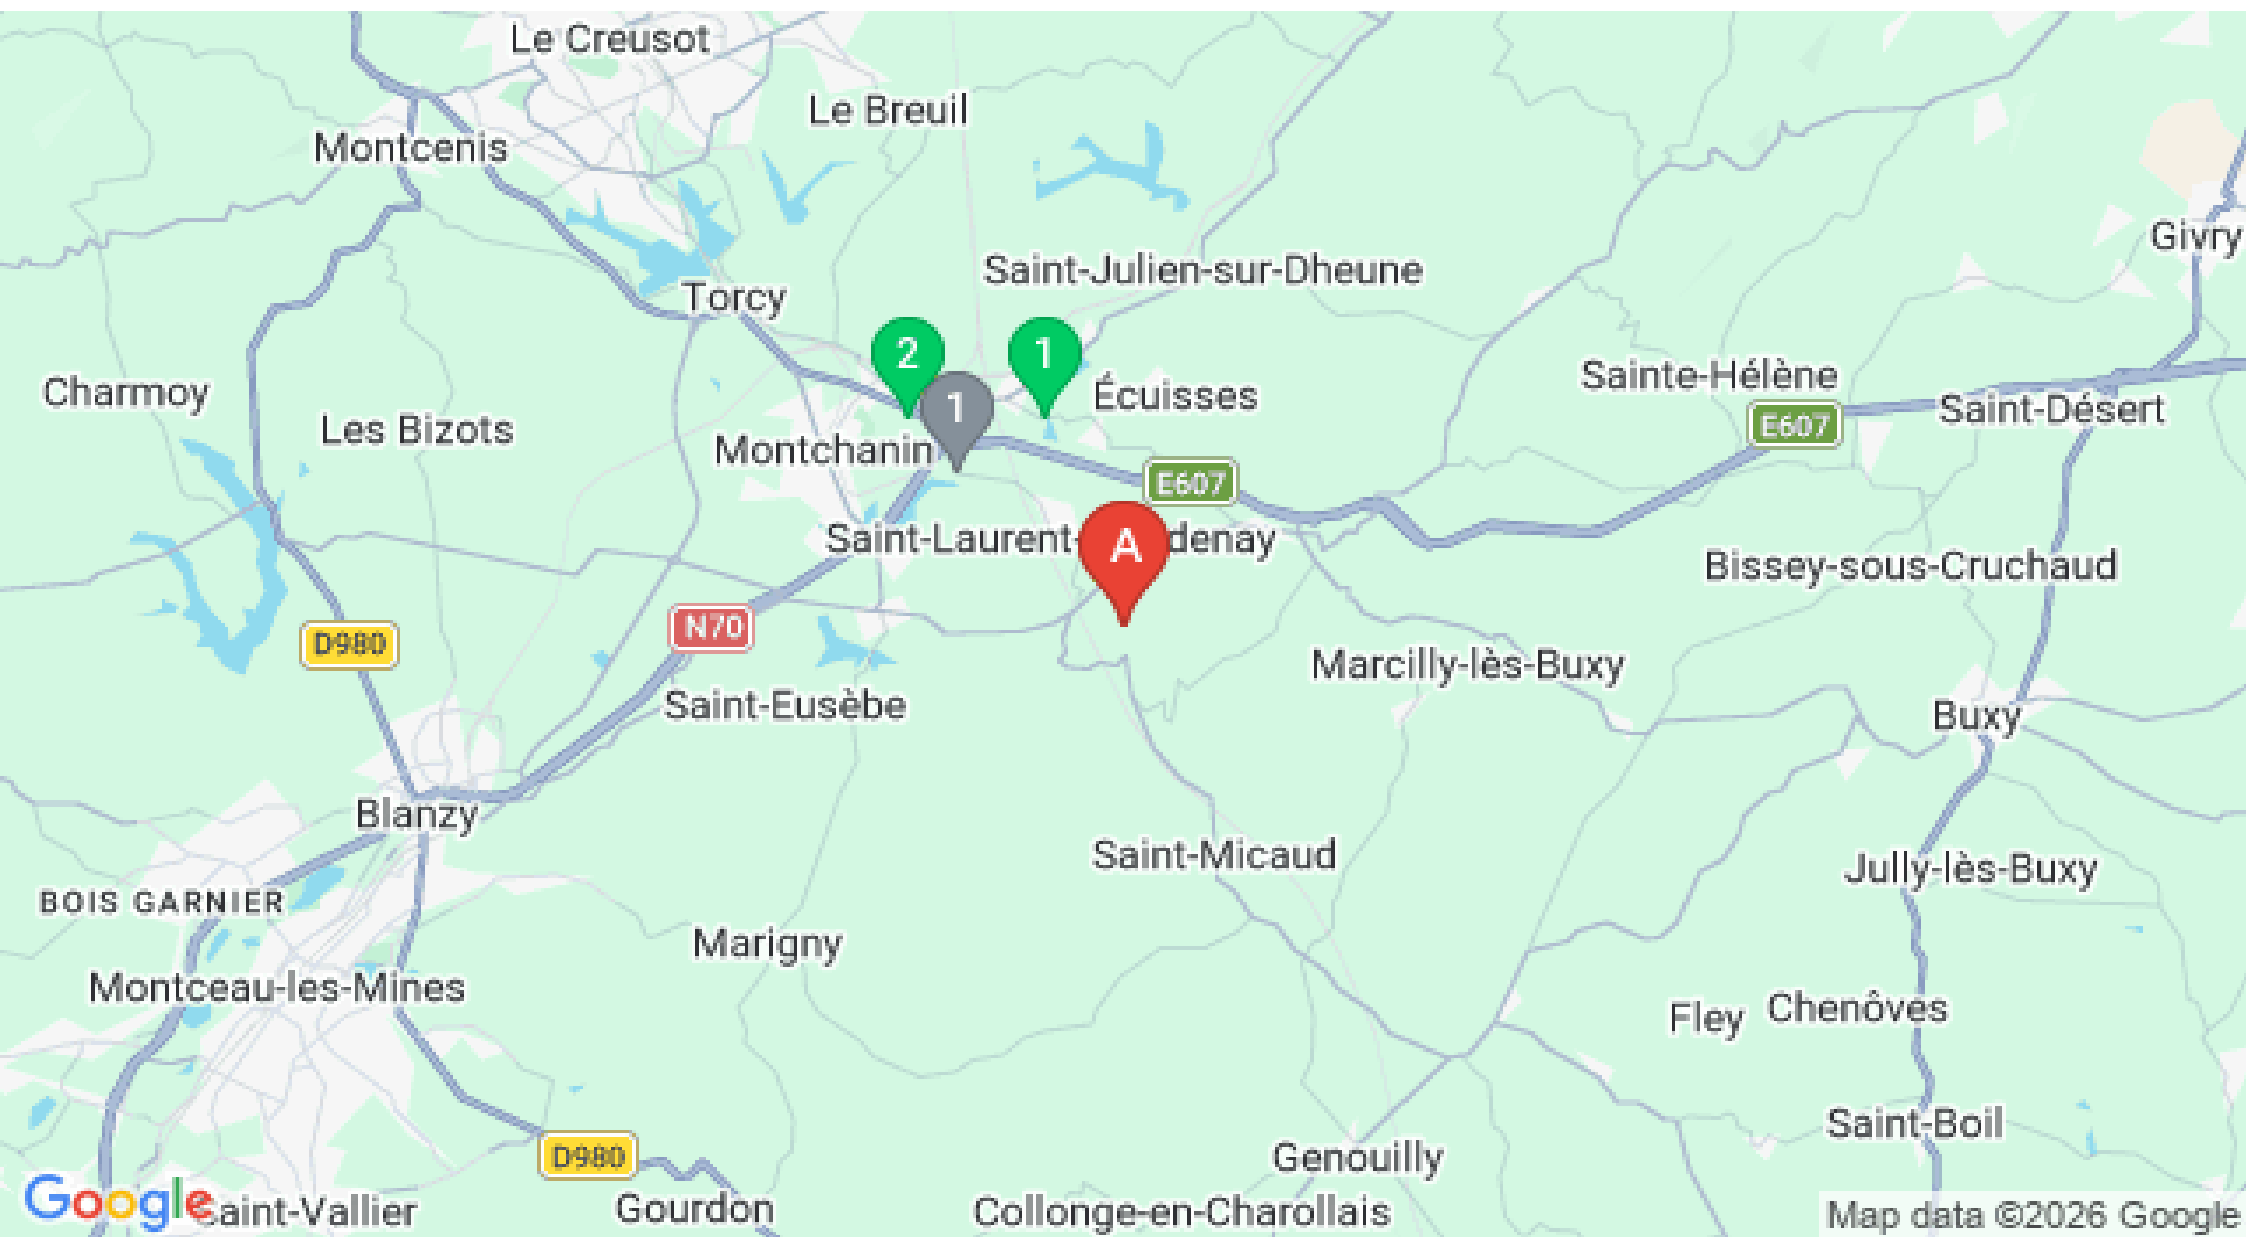 Le Creusot
Le Breuil
Montcenis
Givry
Saint-Julien-sur-Dheune
Torcy
2
1
Sainte-Hélène
Charmoy
Écuisses
1
Saint-Désert
Les Bizots
E607
Montchanin
E607
Saint-Laurent-
denay
A
Bissey-sous-Cruchaud
N70
D980
Marcilly-lès-Buxy
Saint-Eusèbe
Buxy
Blanzy
Saint-Micaud
Jully-lès-Buxy
BOIS GARNIER
Marigny
Montceau-les-Mines
Fley
Chenôves
Saint-Boil
D980
Genouilly
Google
Saint-Vallier
Gourdon
Collonge-en-Charollais
Map data ©2026 Google